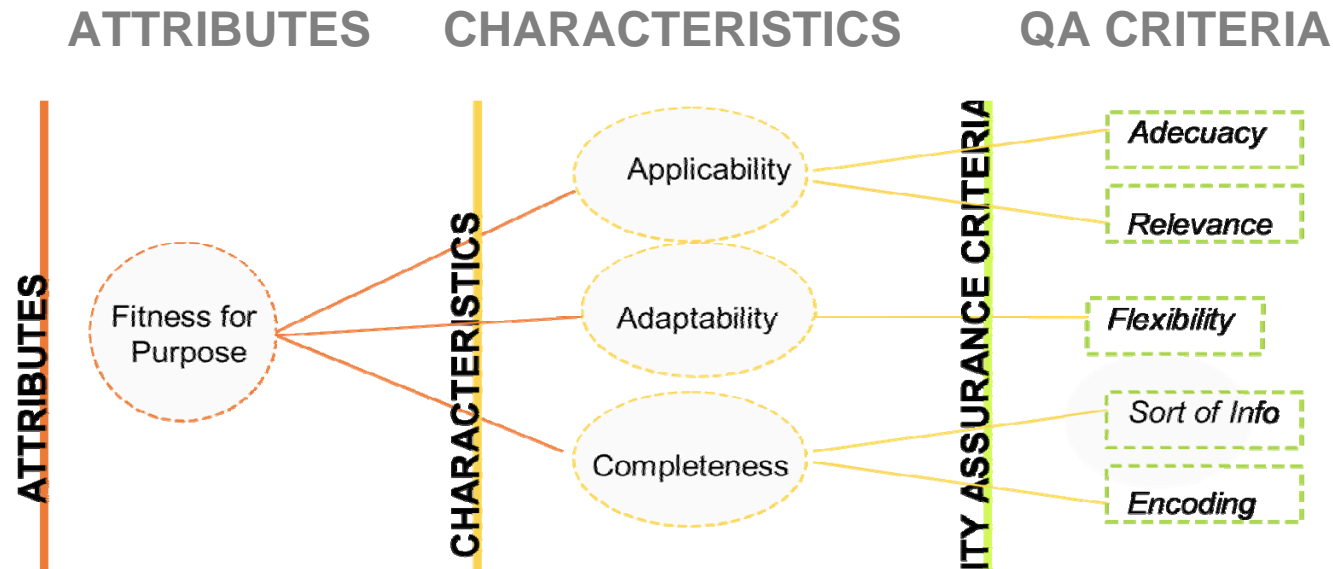 ATTRIBUTES CHARACTERISTICS QA CRITERIA
ATTRIBUTES
Fitness for
Purpose
CHARACTERISTICS
Applicability
Adaptability
Completeness
ITY ASSURANCE CRITERIA
Adecuacy
Relevance
Flexibility
Sort of Info
Encoding